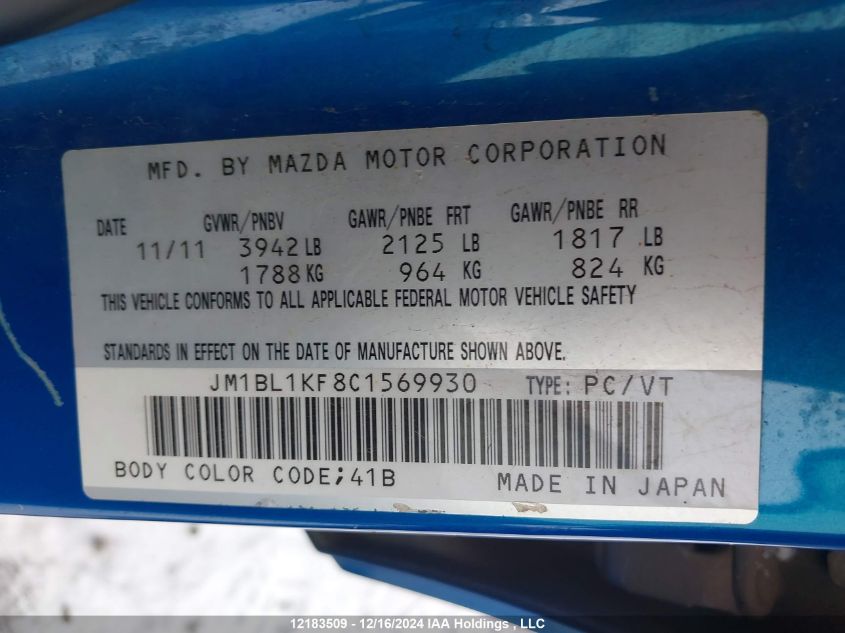 MFD. BY MAZDA MOTOR CORPORATION
DATE GVWR/PNBV GAWR/PNBE FRT GAWR/PNBE RR
11/11 3942 LB 2125 LB 1817 LB
1788 KG 964 KG 824 KG
THIS VEHICLE CONFORMS TO ALL APPLICABLE FEDERAL MOTOR VEHICLE SAFETY
STANDARDS IN EFFECT ON THE DATE OF MANUFACTURE SHOWN ABOVE.
JM1BL1KF8C1569930 TYPE: PC/VT
BODY COLOR CODE;41B MADE IN JAPAN
12183509 - 12/16/2024 IAA Holdings , LLC